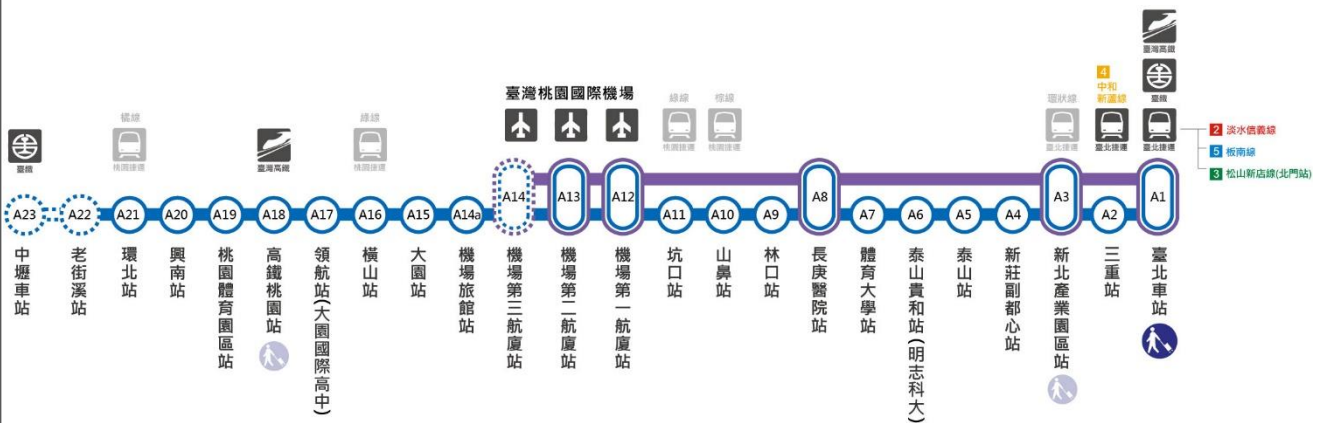 臺灣高鐵
4
中和
新蘆線
臺鐵
臺灣桃園國際機場
橘線
綠線
綠線
棕線
環狀線
臺鐵
桃園捷運
臺灣高鐵
桃園捷運
桃園捷運
桃園捷運
臺北捷運
臺北捷運
臺北捷運
2 淡水信義線
5 板南線
3 松山新店線(北門站)
A23
A22
A21
A20
A19
A18
A17
A16
A15
A14a
A14
A13
A12
A11
A10
A9
A8
A7
A6
A5
A4
A3
A2
A1
中壢車站
老街溪站
環北站
興南站
桃園體育園區站
高鐵桃園站
領航站(大園國際高中)
橫山站
大園站
機場旅館站
機場第三航廈站
機場第二航廈站
機場第一航廈站
坑口站
山鼻站
林口站
長庚醫院站
體育大學站
泰山貴和站(明志科大)
泰山站
新莊副都心站
新北產業園區站
三重站
臺北車站